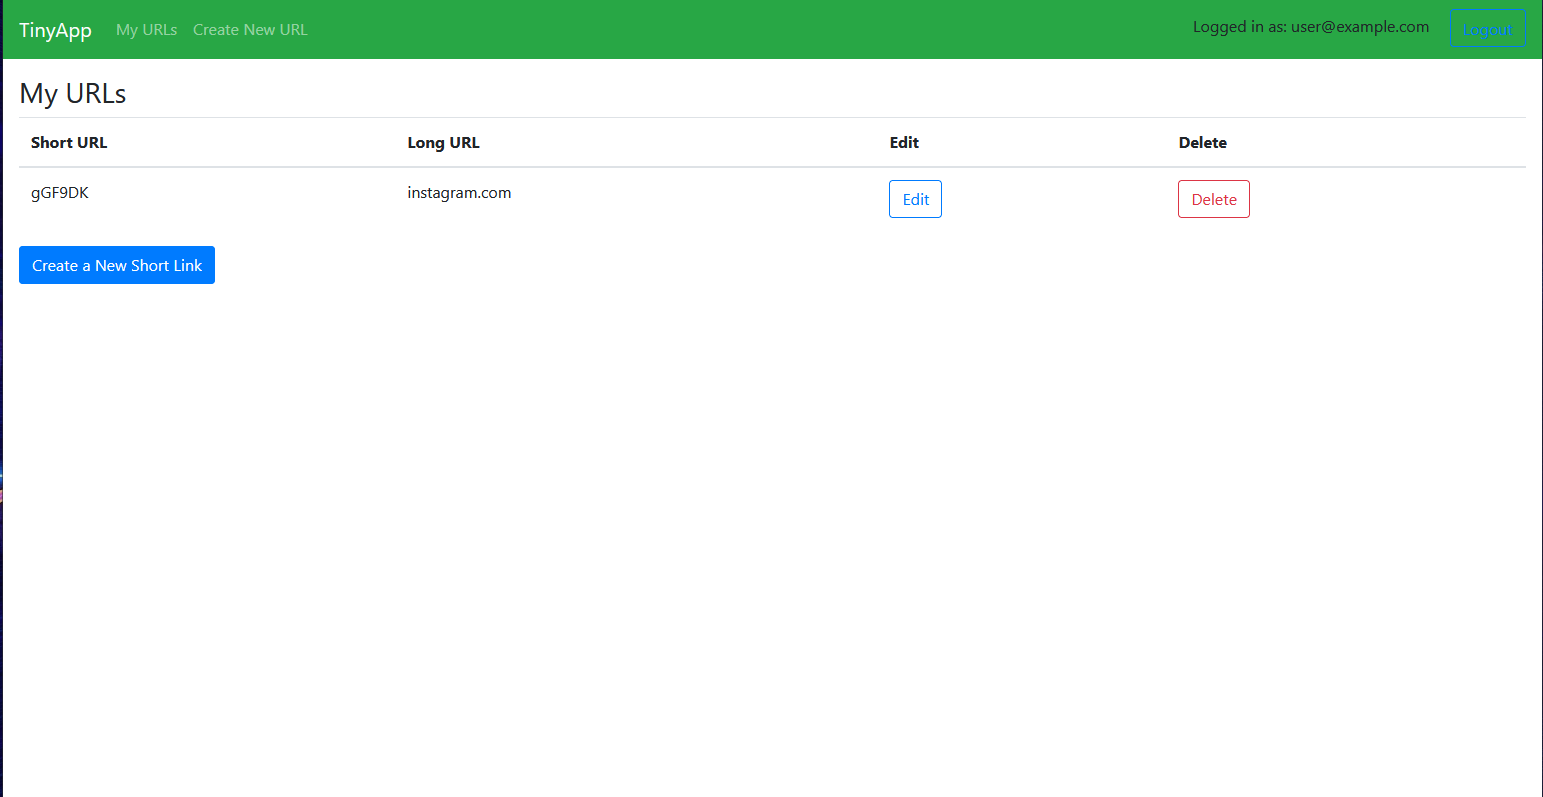 TinyApp My URLs Create New URL Logged in as: user@example.com Logout
My URLs
Short URL Long URL Edit Delete
gGF9DK instagram.com Edit Delete
Create a New Short Link